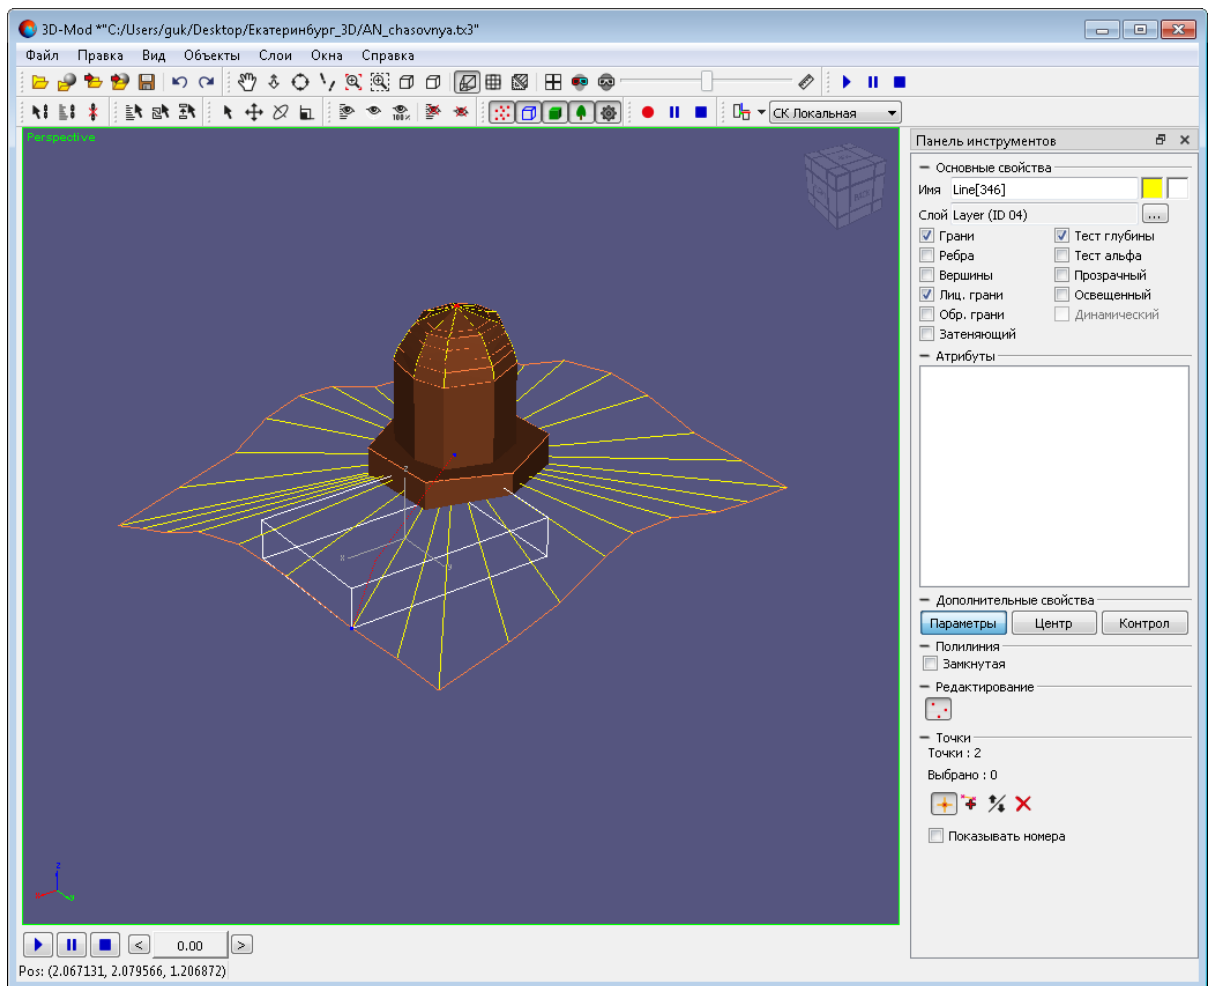 3D-Mod *"C:/Users/guk/Desktop/Екатеринбург_3D/AN_chasovnya.tx3"
Файл Правка Вид Объекты Слои Окна Справка
100%
СК Локальная
Perspective
Панель инструментов
Основные свойства
Имя Line[346]
Слой Layer (ID 04) ...
Грани Тест глубины
Ребра Тест альфа
Вершины Прозрачный
Лиц. грани Освещенный
Обр. грани Динамический
Затеняющий
Атрибуты
Дополнительные свойства
Параметры Центр Контрол
Полилиния
Замкнутая
Редактирование
Точки
Точки : 2
Выбрано : 0
Показывать номера
z
x
y
z
< 0.00 >
Pos: (2.067131, 2.079566, 1.206872)